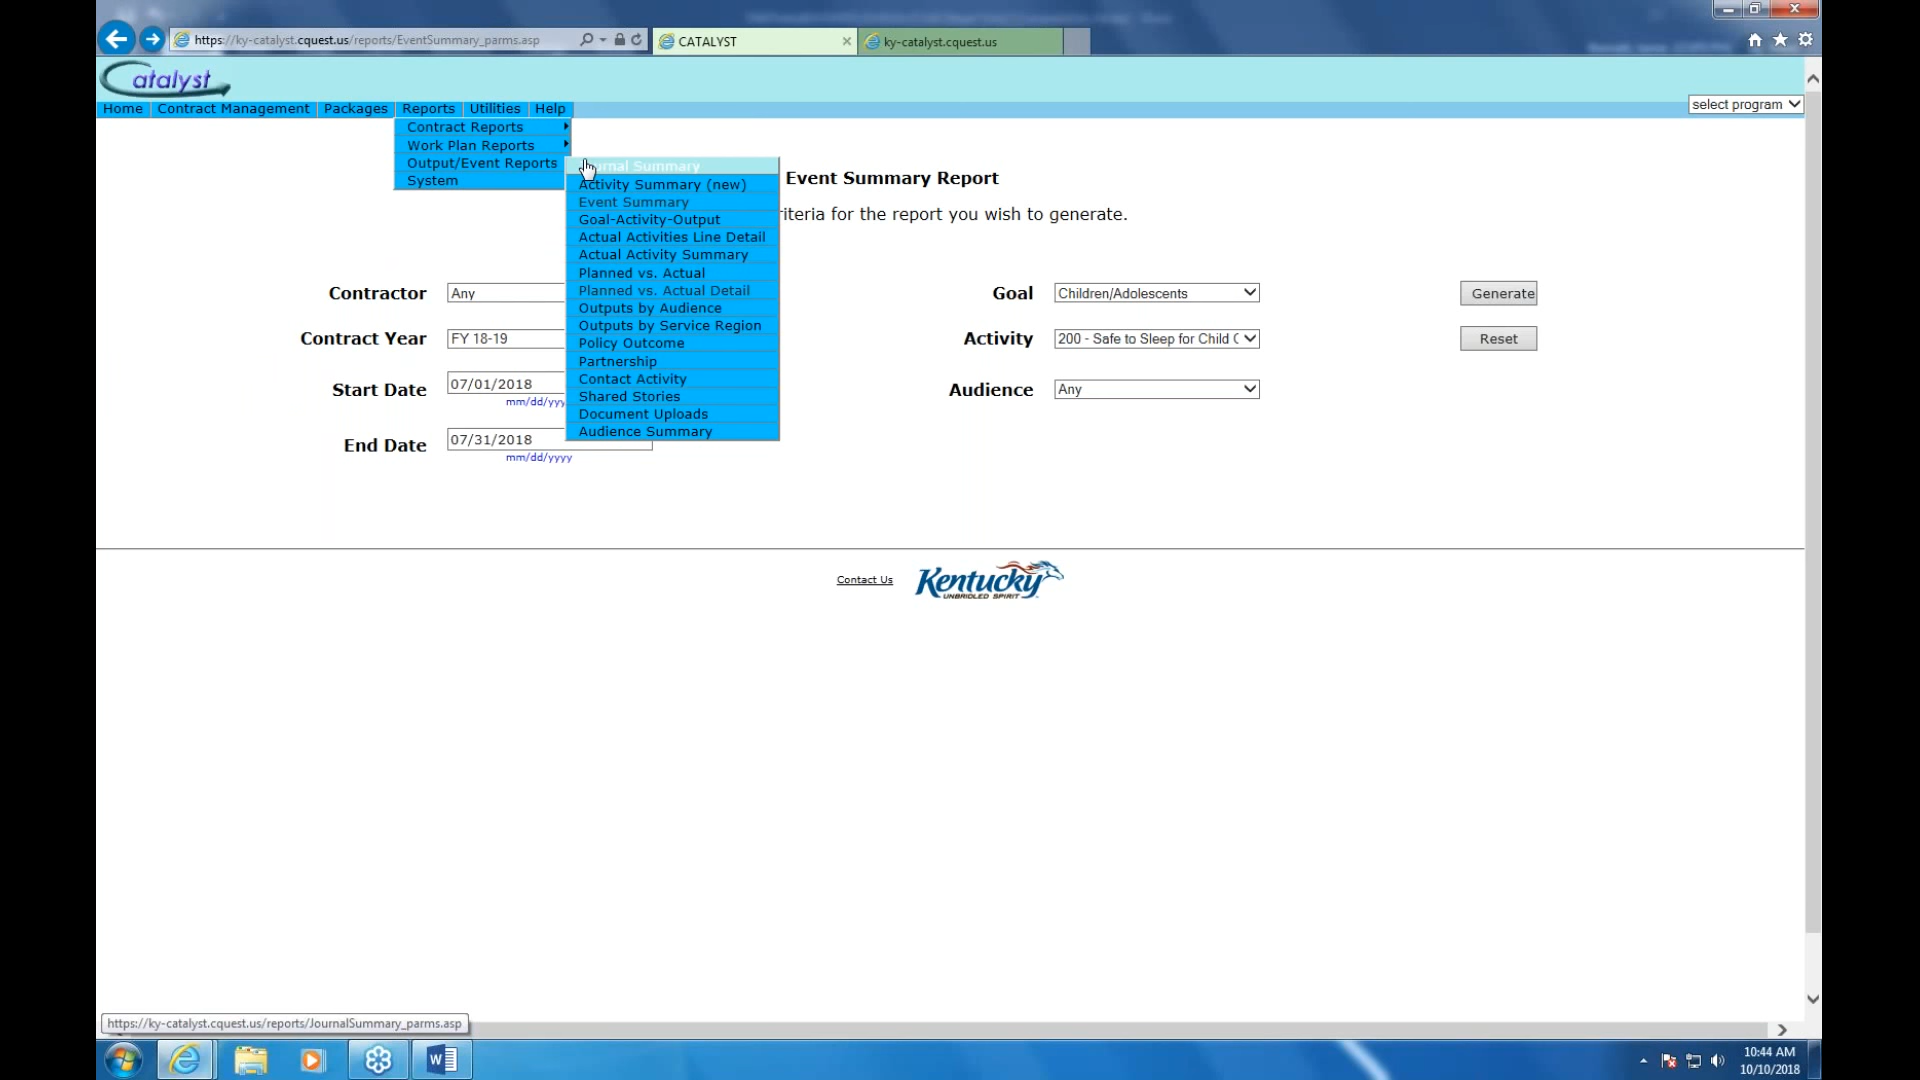 https://ky-catalyst.cquest.us/reports/EventSummary_parms.asp
CATALYST
ky-catalyst.cquest.us
Catalyst
Home Contract Management Packages Reports Utilities Help
select program
Contract Reports
Work Plan Reports
Output/Event Reports
System
Journal Summary
Activity Summary (new)
Event Summary
Goal-Activity-Output
Actual Activities Line Detail
Actual Activity Summary
Planned vs. Actual
Planned vs. Actual Detail
Outputs by Audience
Outputs by Service Region
Policy Outcome
Partnership
Contact Activity
Shared Stories
Document Uploads
Audience Summary
Event Summary Report
iteria for the report you wish to generate.
Contractor Any
Goal Children/Adolescents
Generate
Contract Year FY 18-19
Activity 200 - Safe to Sleep for Child C
Reset
Start Date 07/01/2018
mm/dd/yyy
Audience Any
End Date 07/31/2018
mm/dd/yyyy
Contact Us
Kentucky
UNBRIDLED SPIRIT
https://ky-catalyst.cquest.us/reports/JournalSummary_parms.asp
10:44 AM
10/10/2018